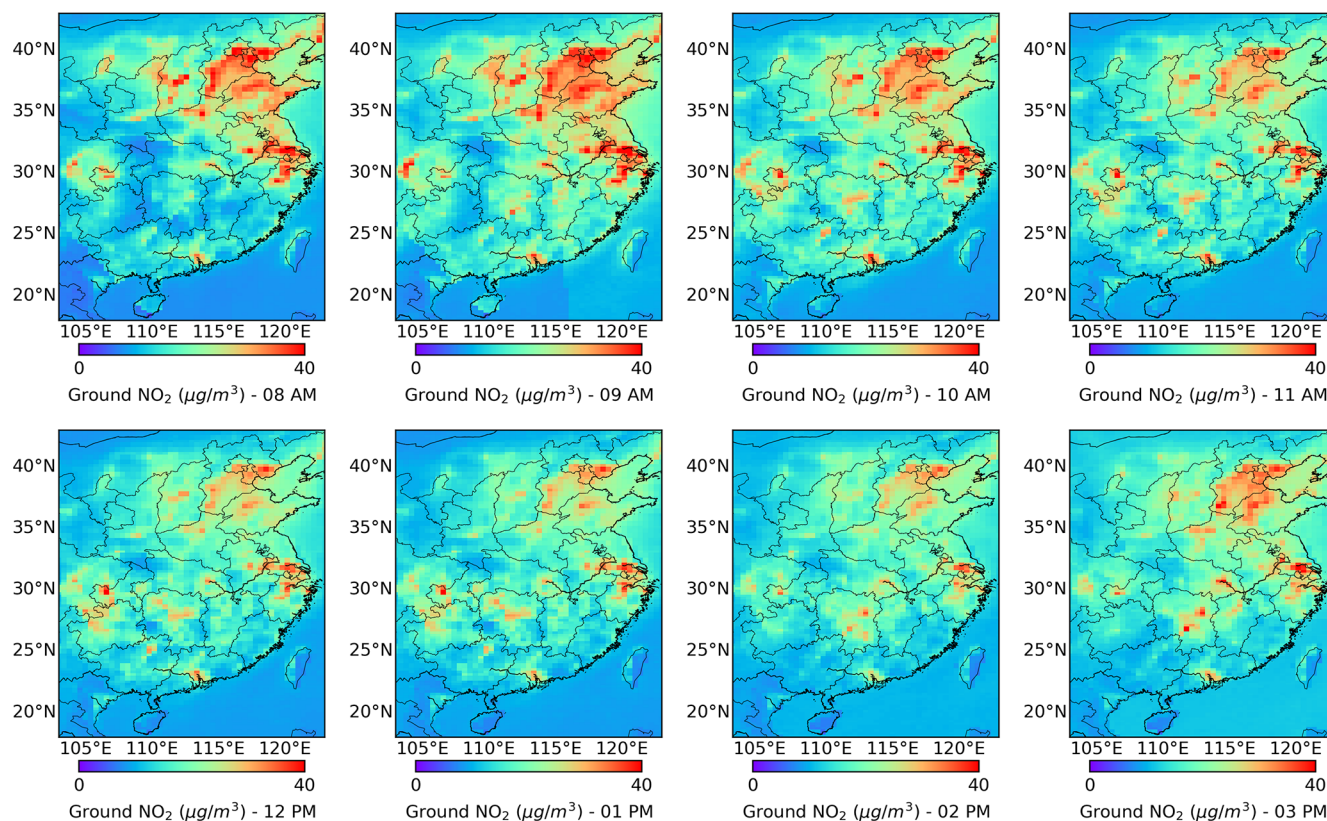 40°N
35°N
30°N
25°N
20°N
105°E 110°E 115°E 120°E
0 40
Ground NO₂ (μg/m³) - 08 AM
40°N
35°N
30°N
25°N
20°N
105°E 110°E 115°E 120°E
0 40
Ground NO₂ (μg/m³) - 09 AM
40°N
35°N
30°N
25°N
20°N
105°E 110°E 115°E 120°E
0 40
Ground NO₂ (μg/m³) - 10 AM
40°N
35°N
30°N
25°N
20°N
105°E 110°E 115°E 120°E
0 40
Ground NO₂ (μg/m³) - 11 AM
40°N
35°N
30°N
25°N
20°N
105°E 110°E 115°E 120°E
0 40
Ground NO₂ (μg/m³) - 12 PM
40°N
35°N
30°N
25°N
20°N
105°E 110°E 115°E 120°E
0 40
Ground NO₂ (μg/m³) - 01 PM
40°N
35°N
30°N
25°N
20°N
105°E 110°E 115°E 120°E
0 40
Ground NO₂ (μg/m³) - 02 PM
40°N
35°N
30°N
25°N
20°N
105°E 110°E 115°E 120°E
0 40
Ground NO₂ (μg/m³) - 03 PM